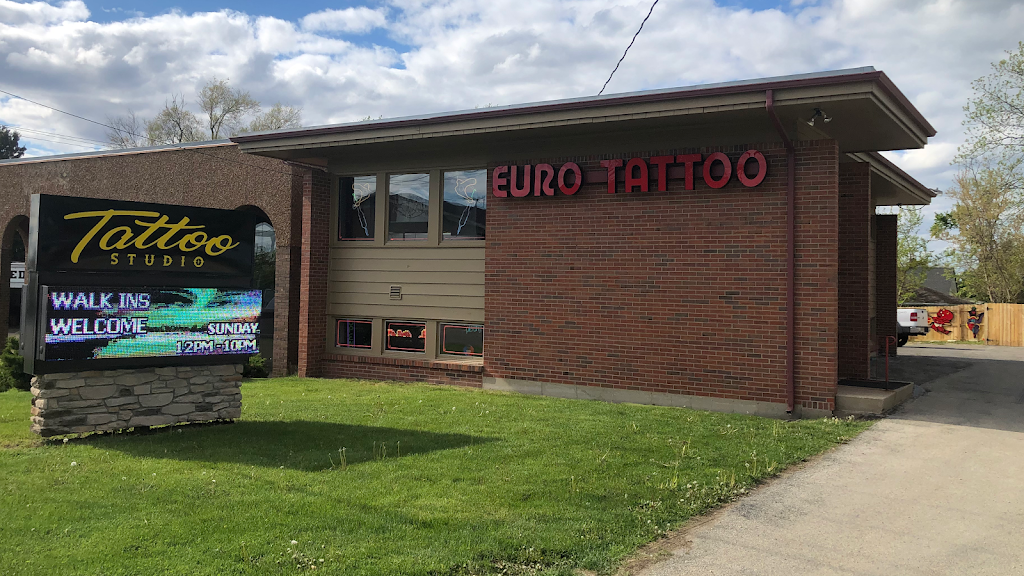 EURO TATTOO
Tattoo
STUDIO
WALK INS
WELCOME
SUNDAY
12PM-10PM